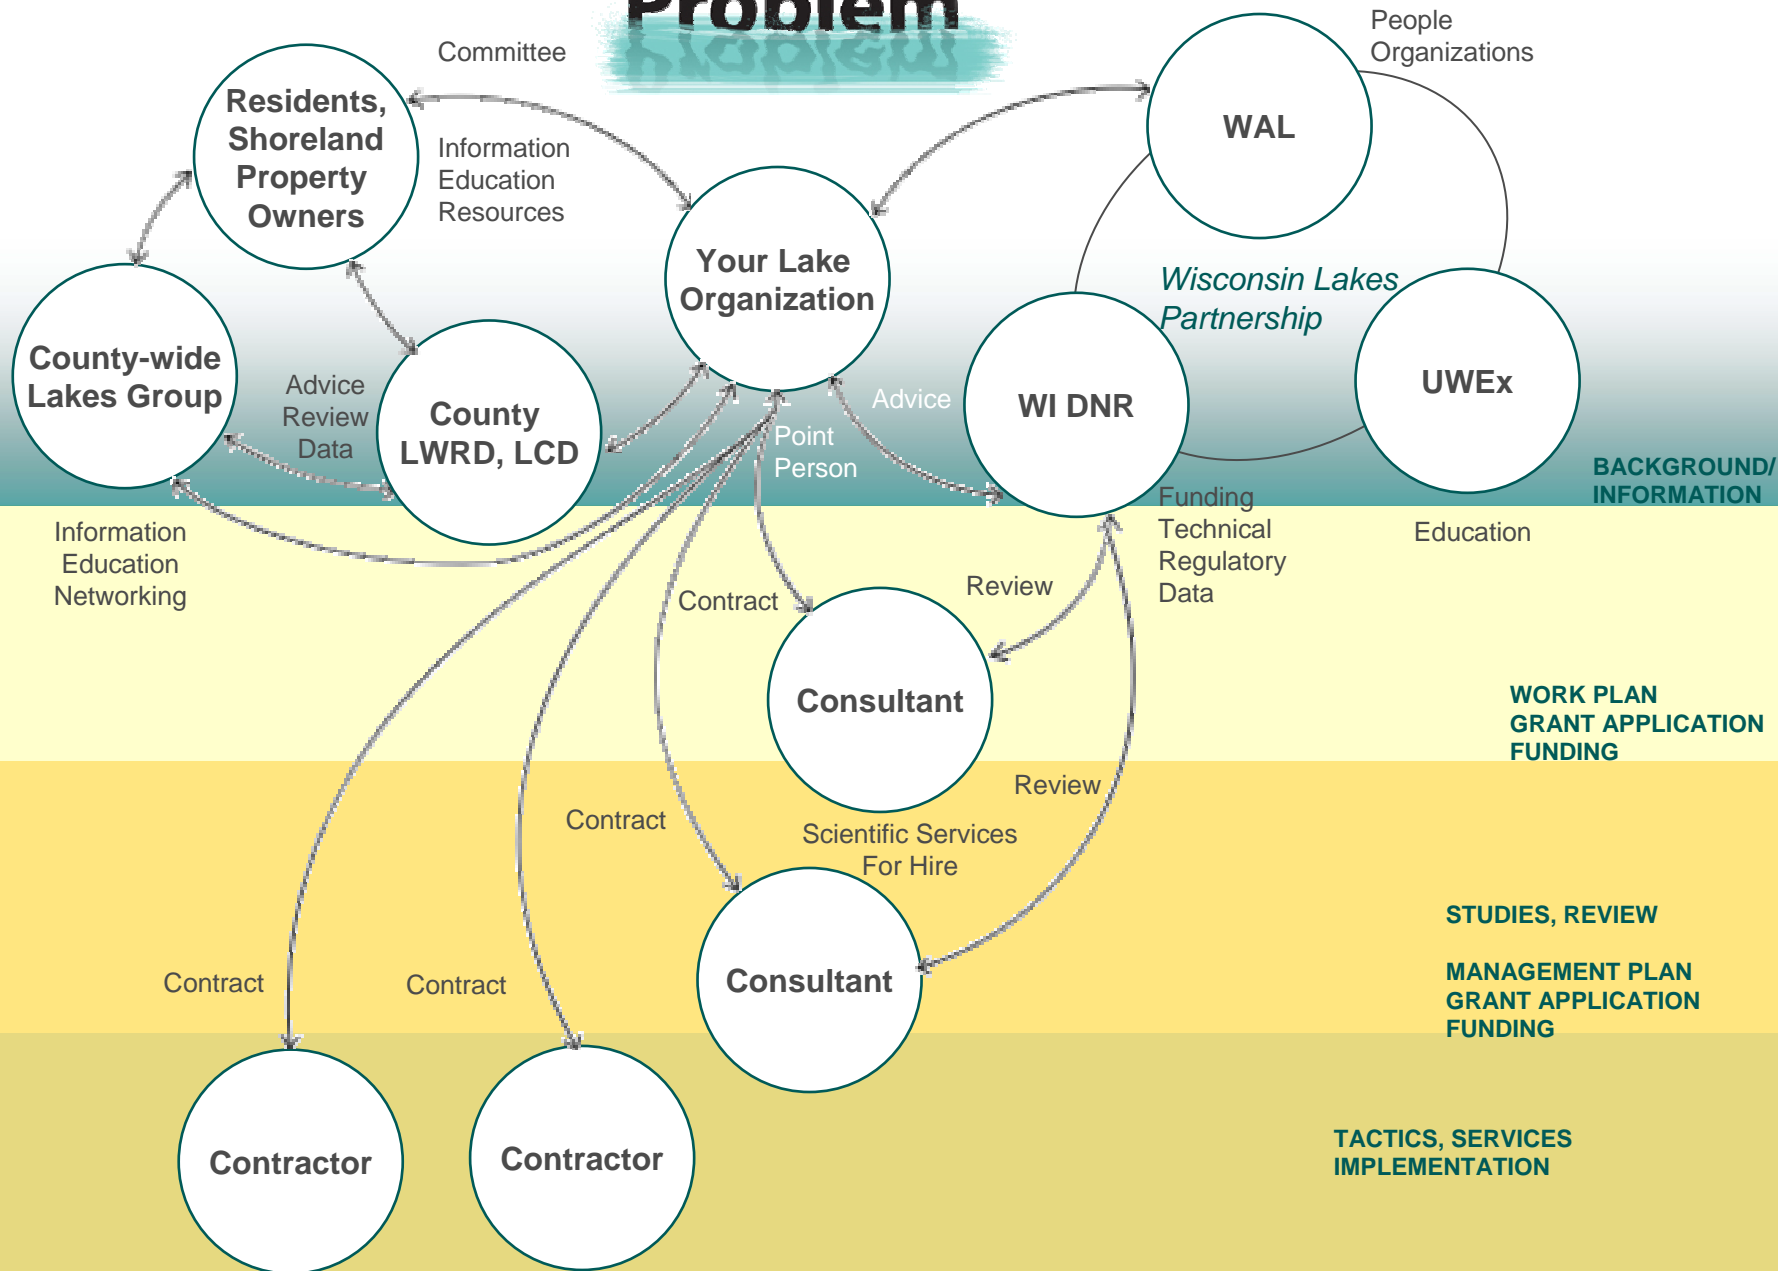 Problem
People
Organizations
Committee
Residents,
Shoreland
Property
Owners
Information
Education
Resources
WAL
Your Lake
Organization
Wisconsin Lakes
Partnership
County-wide
Lakes Group
Advice
Review
Data
County
LWRD, LCD
Advice
Point
Person
WI DNR
UWEx
BACKGROUND/
INFORMATION
Information
Education
Networking
Funding
Technical
Regulatory
Data
Education
Contract
Review
Consultant
WORK PLAN
GRANT APPLICATION
FUNDING
Review
Contract
Scientific Services
For Hire
STUDIES, REVIEW
Contract
Contract
Consultant
MANAGEMENT PLAN
GRANT APPLICATION
FUNDING
Contractor
Contractor
TACTICS, SERVICES
IMPLEMENTATION